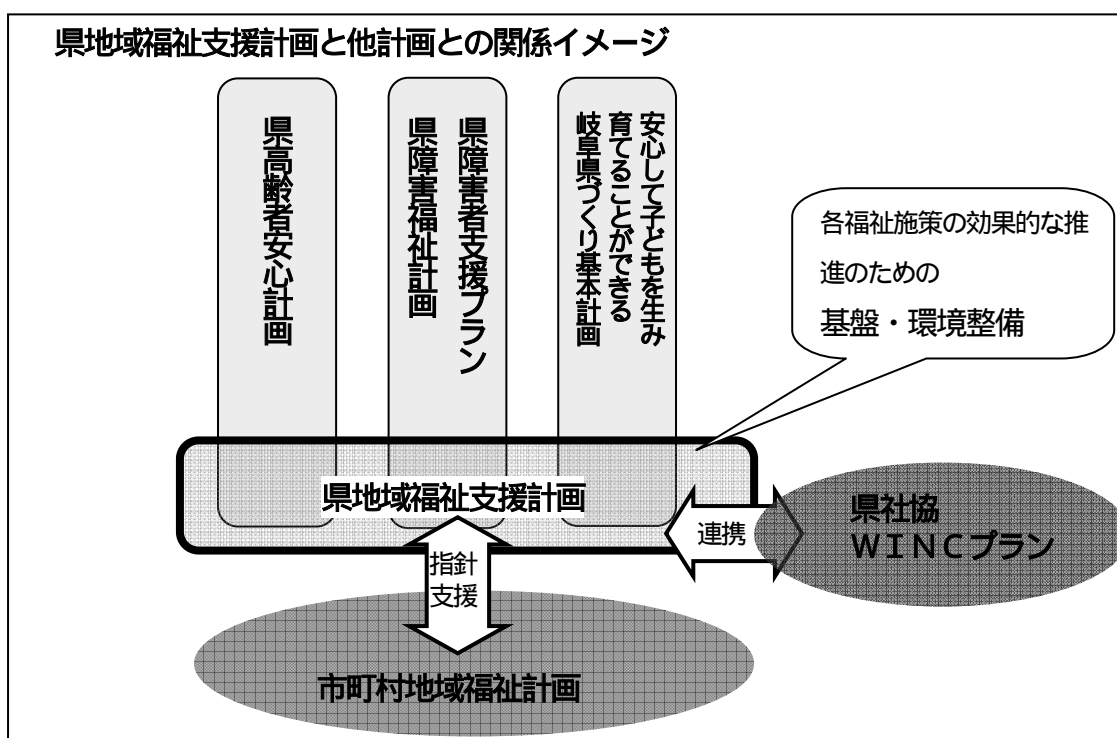 県地域福祉支援計画と他計画との関係イメージ
県高齢者安心計画
県障害者支援プラン
県障害福祉計画
安心して子どもを生み
育てることができる
岐阜県づくり基本計画
各福祉施策の効果的な推
進のための
基盤・環境整備
県地域福祉支援計画
連携
県社協
ＷＩＮＣプラン
指針
支援
市町村地域福祉計画